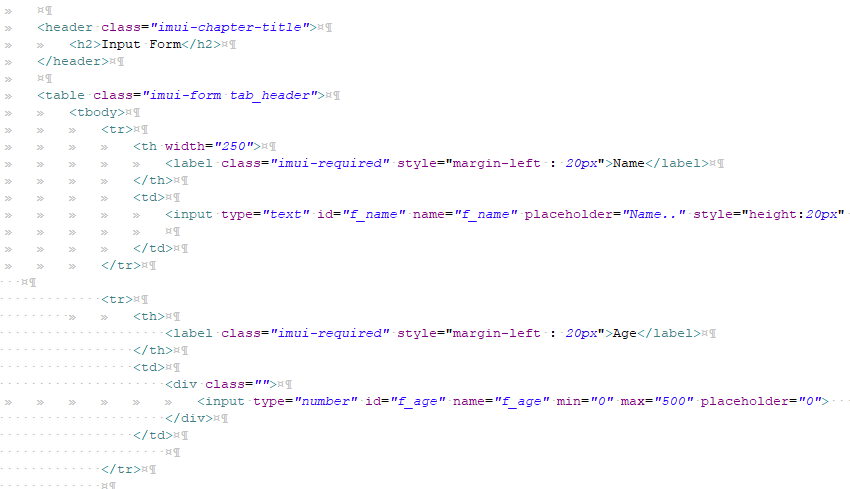 <header class="imui-chapter-title">
<h2>Input Form</h2>
</header>
<table class="imui-form tab_header">
<tbody>
<tr>
<th width="250">
<label class="imui-required" style="margin-left : 20px">Name</label>
</th>
<td>
<input type="text" id="f_name" name="f_name" placeholder="Name.." style="height:20px"
</td>
</tr>
<tr>
<th>
<label class="imui-required" style="margin-left : 20px">Age</label>
</th>
<td>
<div class="">
<input type="number" id="f_age" name="f_age" min="0" max="500" placeholder="0">
</div>
</td>
</tr>